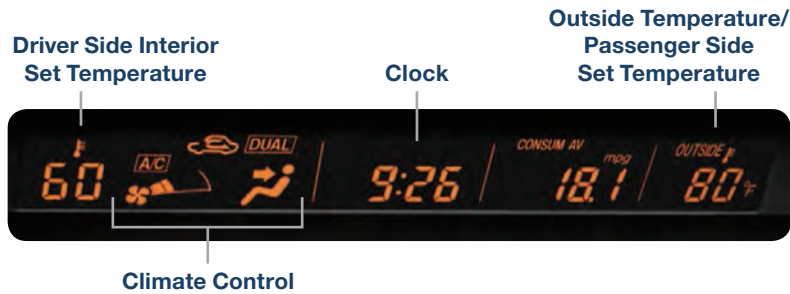 Outside Temperature/
Passenger Side
Set Temperature
Driver Side Interior
Set Temperature
Clock
60
A/C
DUAL
9:26
CONSUM AV
mpg
18.1
OUTSIDE
80°F
Climate Control